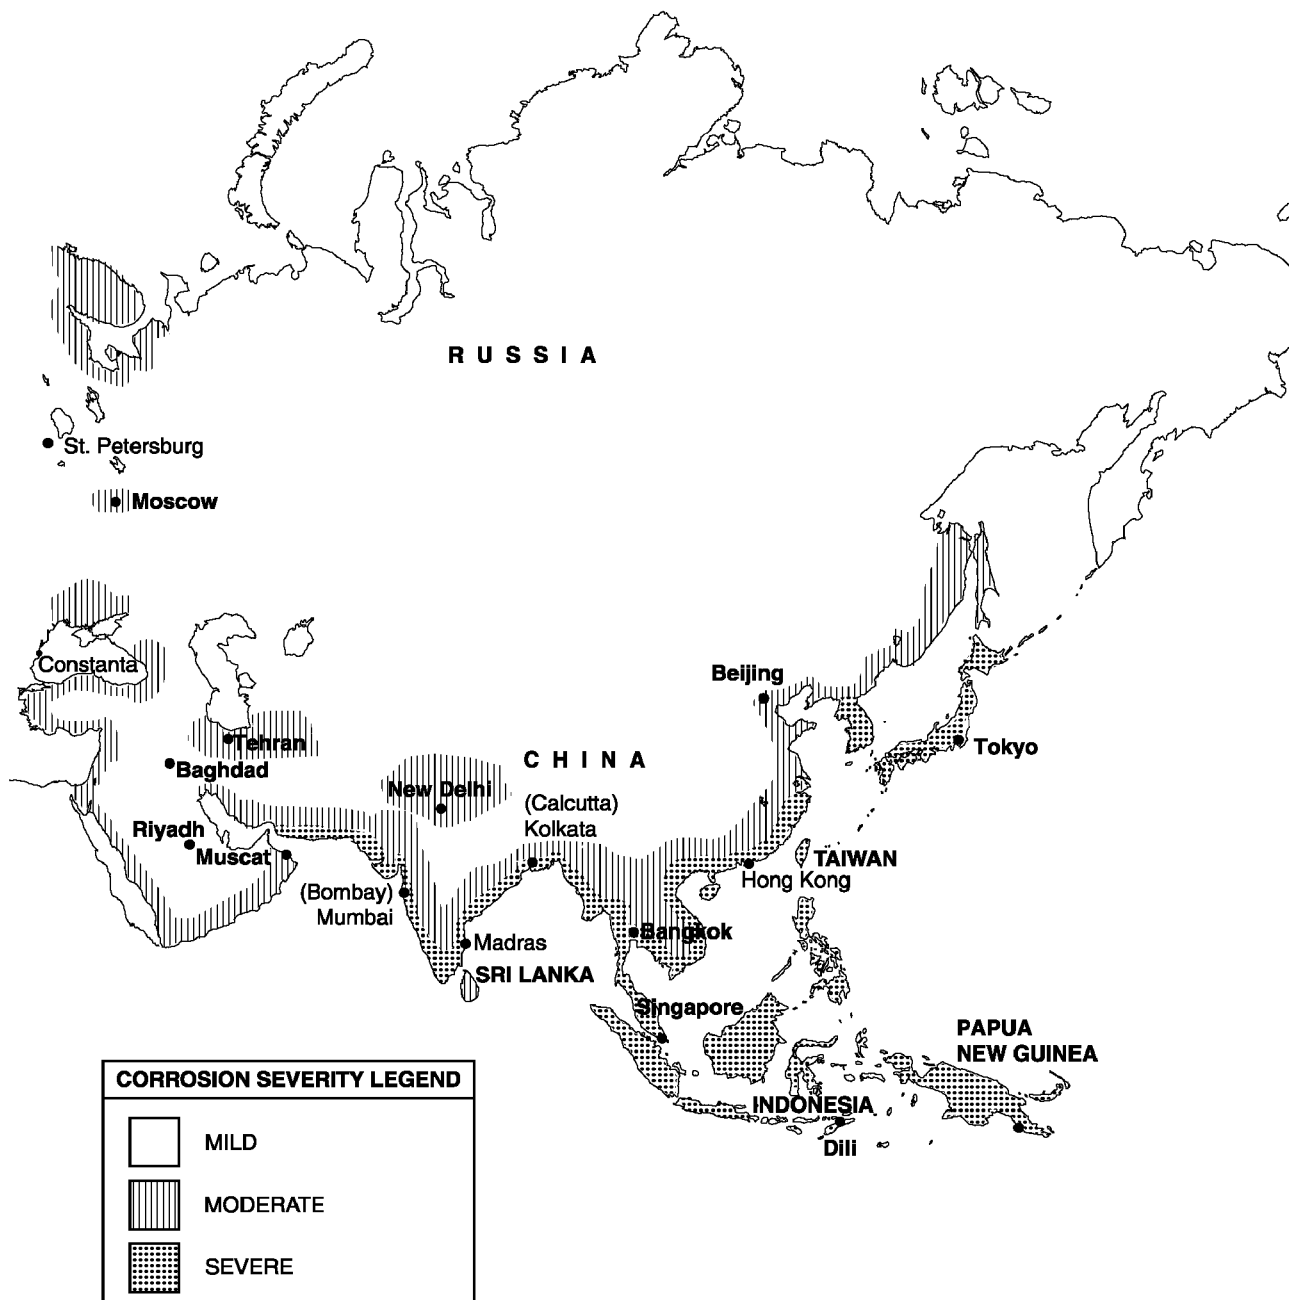 RUSSIA
St. Petersburg
Moscow
Constanta
Beijing
Tehran
Tokyo
CHINA
Baghdad
New Delhi
(Calcutta)
Kolkata
Riyadh
Muscat
TAIWAN
Hong Kong
(Bombay)
Mumbai
Bangkok
Madras
SRI LANKA
Singapore
PAPUA
NEW GUINEA
INDONESIA
Dili
CORROSION SEVERITY LEGEND
MILD
MODERATE
SEVERE